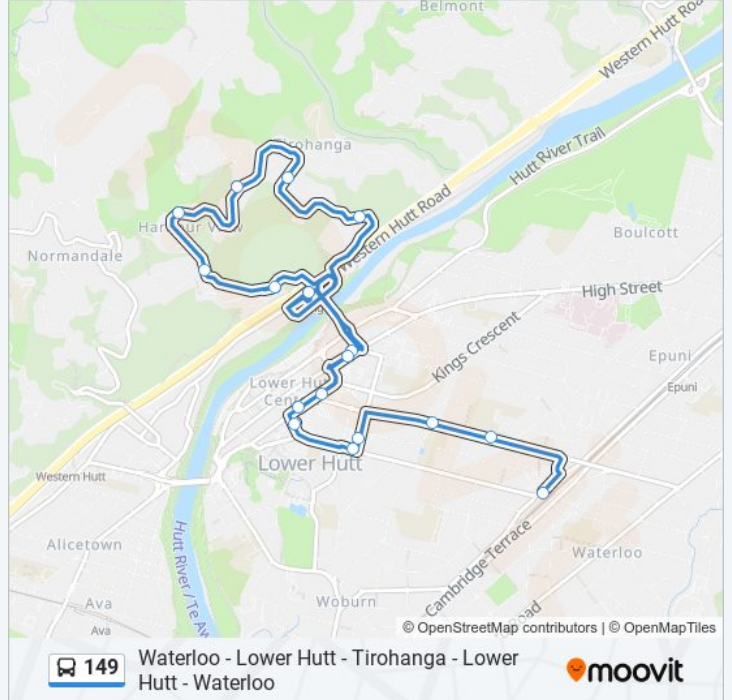 Belmont
Western Hutt Road
Hutt River Trail
Tirohanga
Western Hutt Road
Boulcott
Normandale
High Street
Kings Crescent
Epuni
Epuni
Lower Hutt
Lower Hutt
Western Hutt
Alicetown
Cambridge Terrace
Waterloo
Hutt River / Te Aw
Ava
Ava
Woburn
Road
© OpenStreetMap contributors | © OpenMapTiles
149
Waterloo - Lower Hutt - Tirohanga - Lower
Hutt - Waterloo
moovit